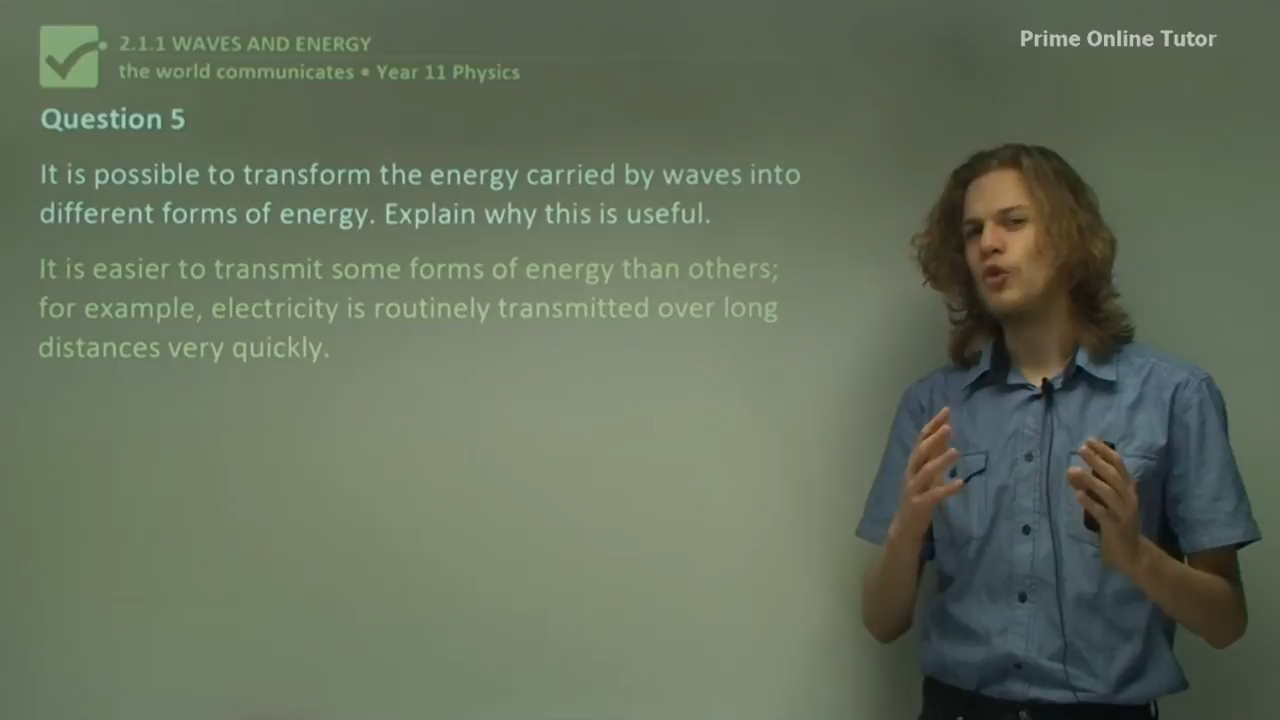 2.1.1 WAVES AND ENERGY
the world communicates • Year 11 Physics
Prime Online Tutor
Question 5
It is possible to transform the energy carried by waves into
different forms of energy. Explain why this is useful.
It is easier to transmit some forms of energy than others;
for example, electricity is routinely transmitted over long
distances very quickly.